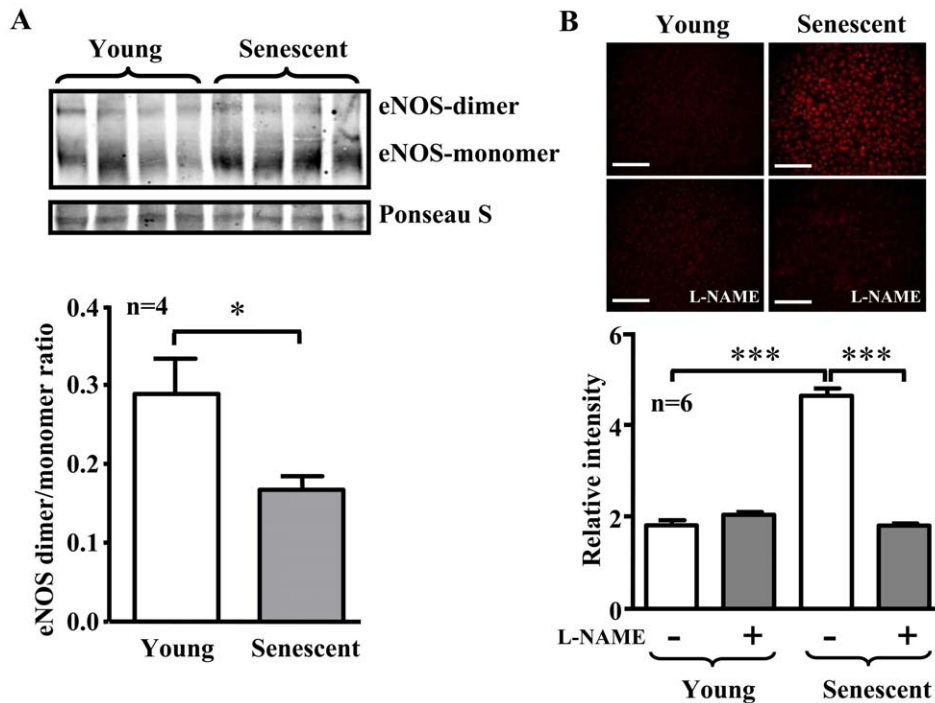 A
Young Senescent
eNOS-dimer
eNOS-monomer
Ponseau S
n=4
*
eNOS dimer/monomer ratio
0.4
0.3
0.2
0.1
0.0
Young Senescent
B
Young Senescent
L-NAME L-NAME
*** ***
n=6
Relative intensity
6
4
2
0
L-NAME - + - +
Young Senescent